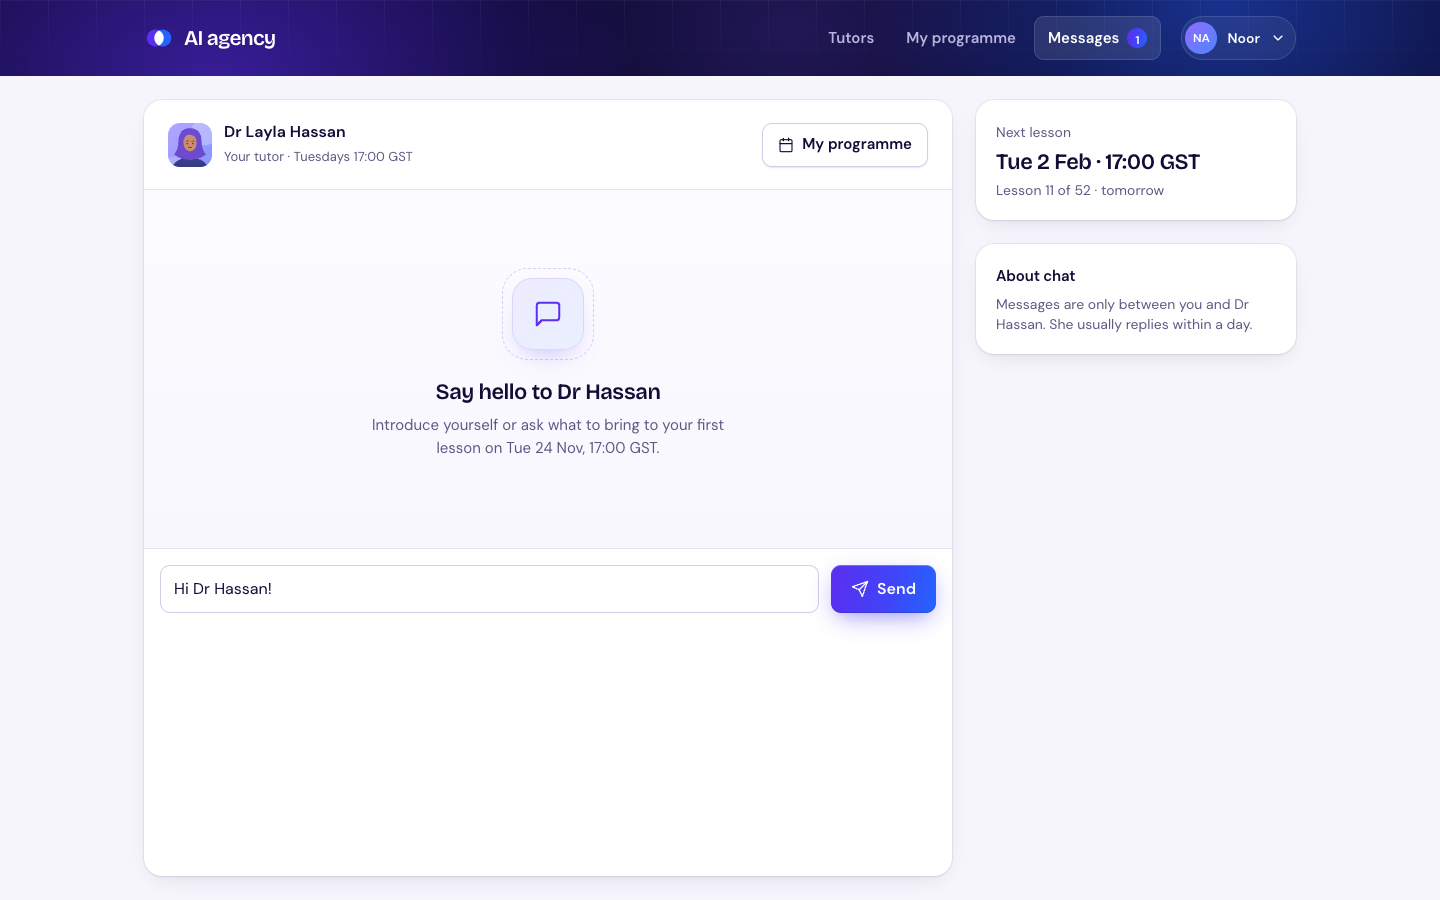 AI agency
Tutors
My programme
Messages 1
NA
Noor
Dr Layla Hassan
Your tutor · Tuesdays 17:00 GST
My programme
Say hello to Dr Hassan
Introduce yourself or ask what to bring to your first
lesson on Tue 24 Nov, 17:00 GST.
Hi Dr Hassan!
Send
Next lesson
Tue 2 Feb · 17:00 GST
Lesson 11 of 52 · tomorrow
About chat
Messages are only between you and Dr
Hassan. She usually replies within a day.